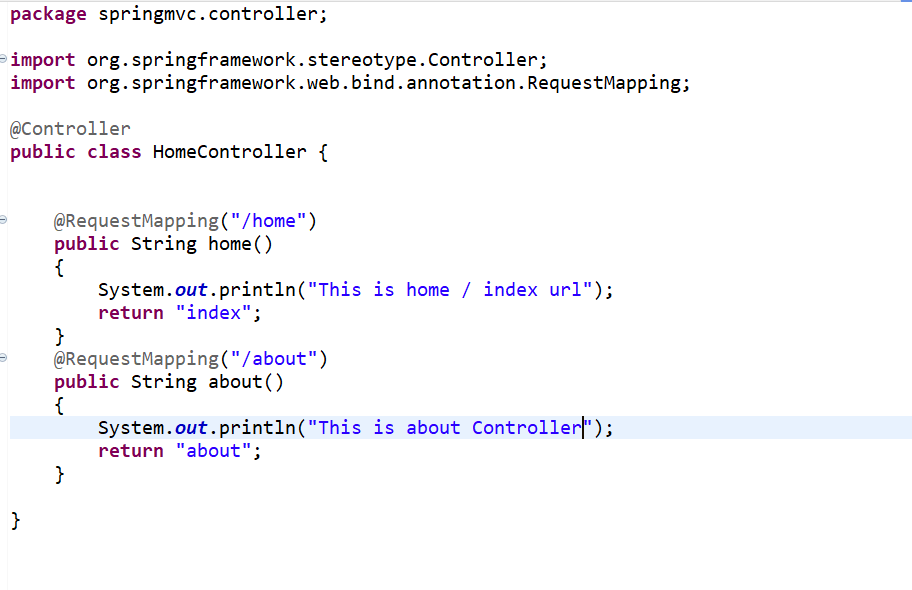 package springmvc.controller;
import org.springframework.stereotype.Controller;
import org.springframework.web.bind.annotation.RequestMapping;
@Controller
public class HomeController {
@RequestMapping("/home")
public String home()
{
System.out.println("This is home / index url");
return "index";
}
@RequestMapping("/about")
public String about()
{
System.out.println("This is about Controller");
return "about";
}
}